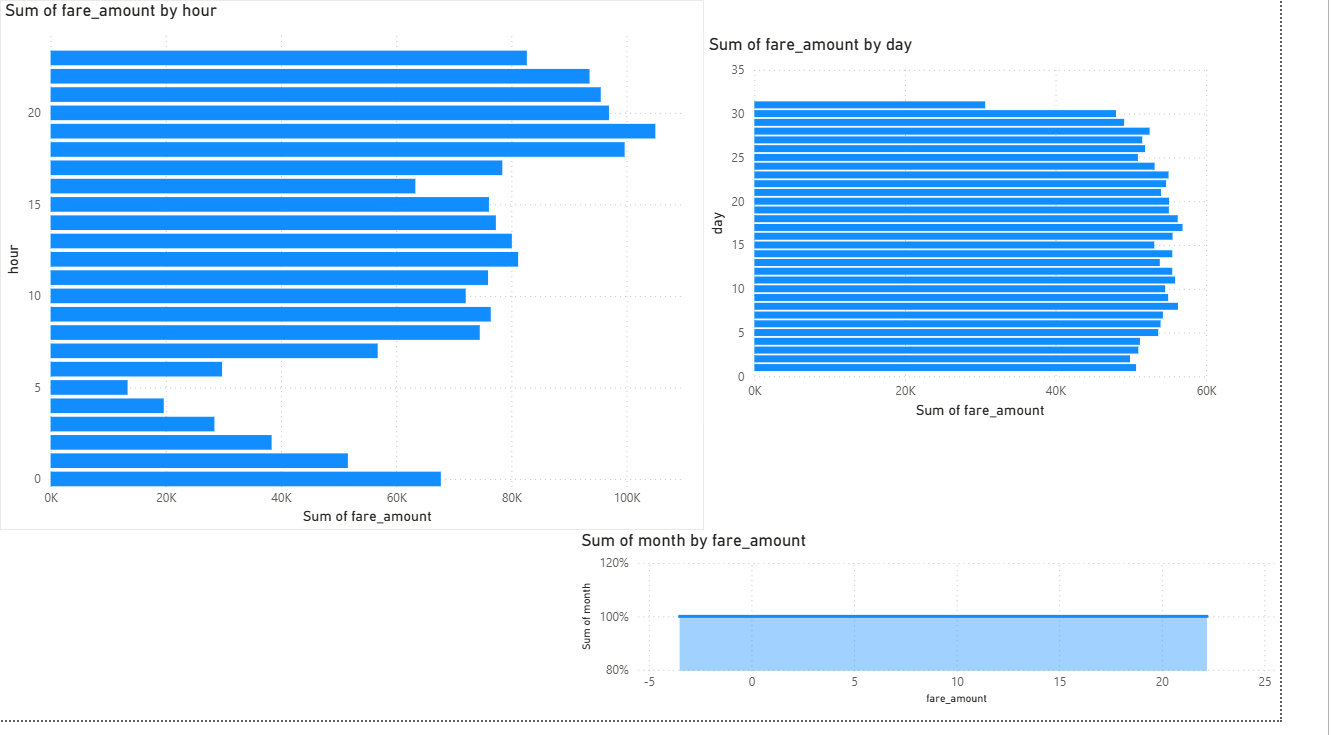 Sum of fare_amount by hour
hour
20
15
10
5
0
0K 20K 40K 60K 80K 100K
Sum of fare_amount
Sum of fare_amount by day
day
35
30
25
20
15
10
5
0
0K 20K 40K 60K
Sum of fare_amount
Sum of month by fare_amount
Sum of month
120%
100%
80%
-5 0 5 10 15 20 25
fare_amount